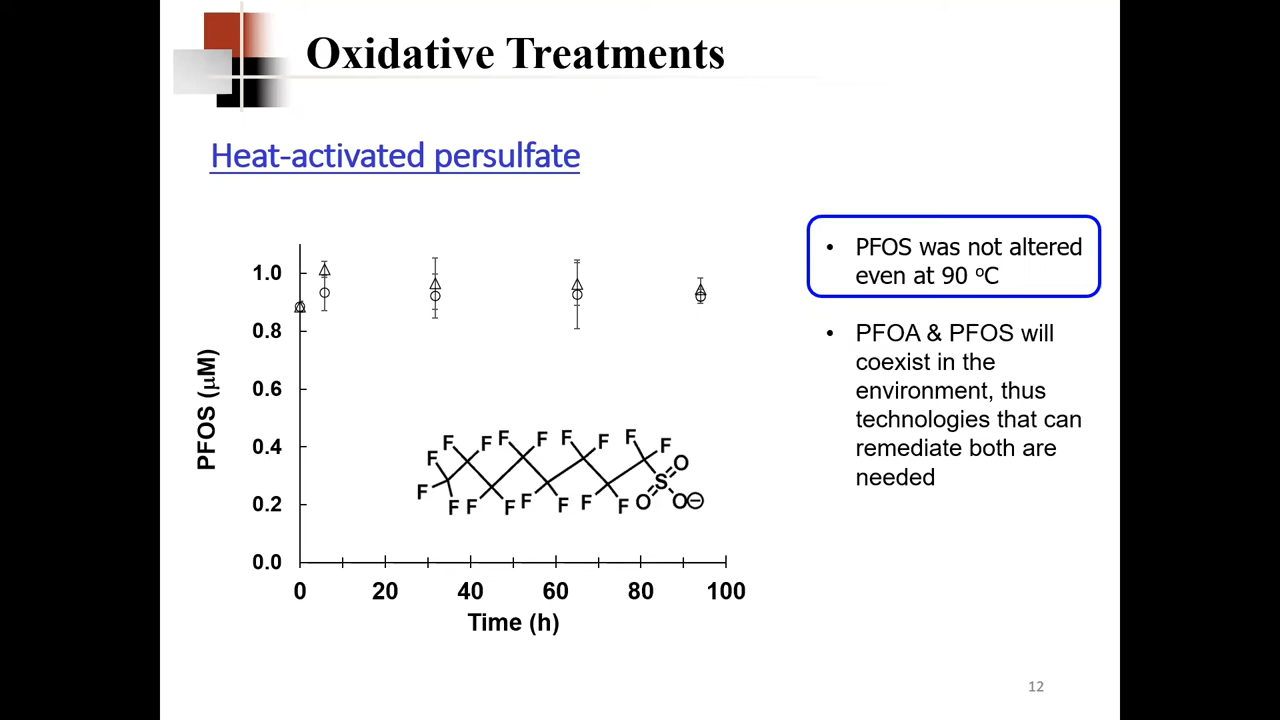 Oxidative Treatments
Heat-activated persulfate
1.0
0.8
0.6
0.4
0.2
0.0
PFOS (µM)
0 20 40 60 80 100
Time (h)
F F F F F F F F F
F
F
F F F F F F F
S
O
O
O⊖
• PFOS was not altered
even at 90 ºC
• PFOA & PFOS will
coexist in the
environment, thus
technologies that can
remediate both are
needed
12